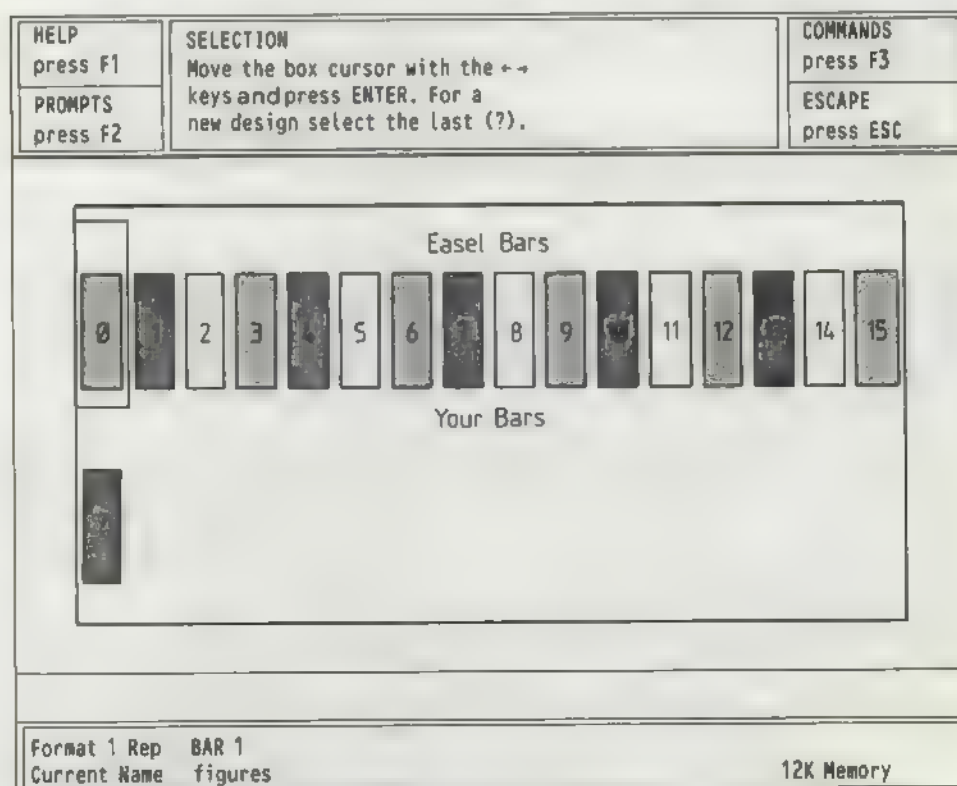 HELP
press F1
PROMPTS
press F2
SELECTION
Move the box cursor with the ←→
keys and press ENTER. For a
new design select the last (?).
COMMANDS
press F3
ESCAPE
press ESC
Easel Bars
0 2 3 5 6 8 9 11 12 14 15
Your Bars
Format 1 Rep BAR 1
Current Name figures
12K Memory